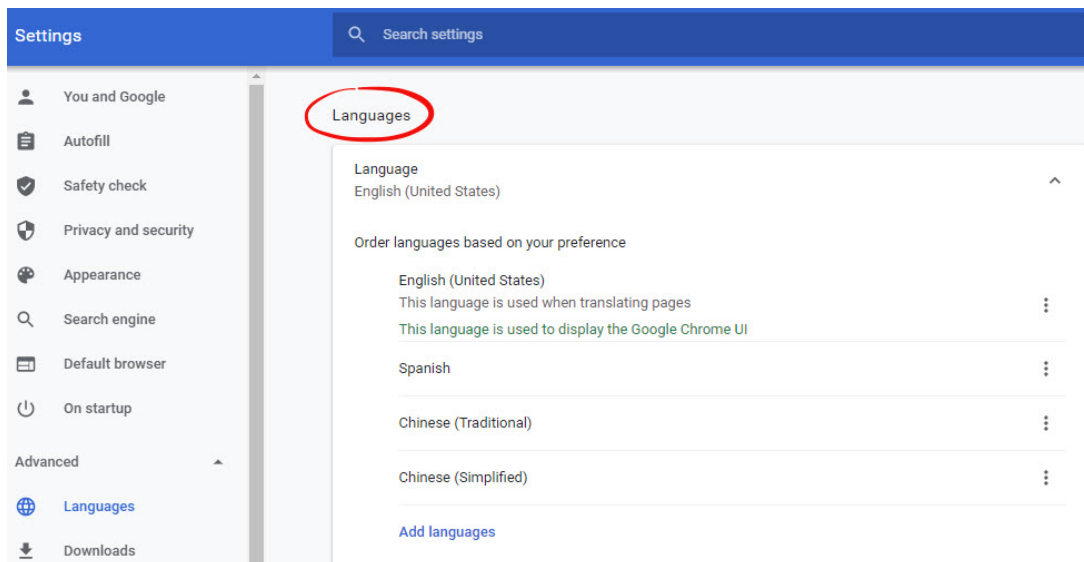 Settings
Search settings
You and Google
Autofill
Safety check
Privacy and security
Appearance
Search engine
Default browser
On startup
Advanced
Languages
Downloads
Languages
Language
English (United States)
Order languages based on your preference
English (United States)
This language is used when translating pages
This language is used to display the Google Chrome UI
Spanish
Chinese (Traditional)
Chinese (Simplified)
Add languages